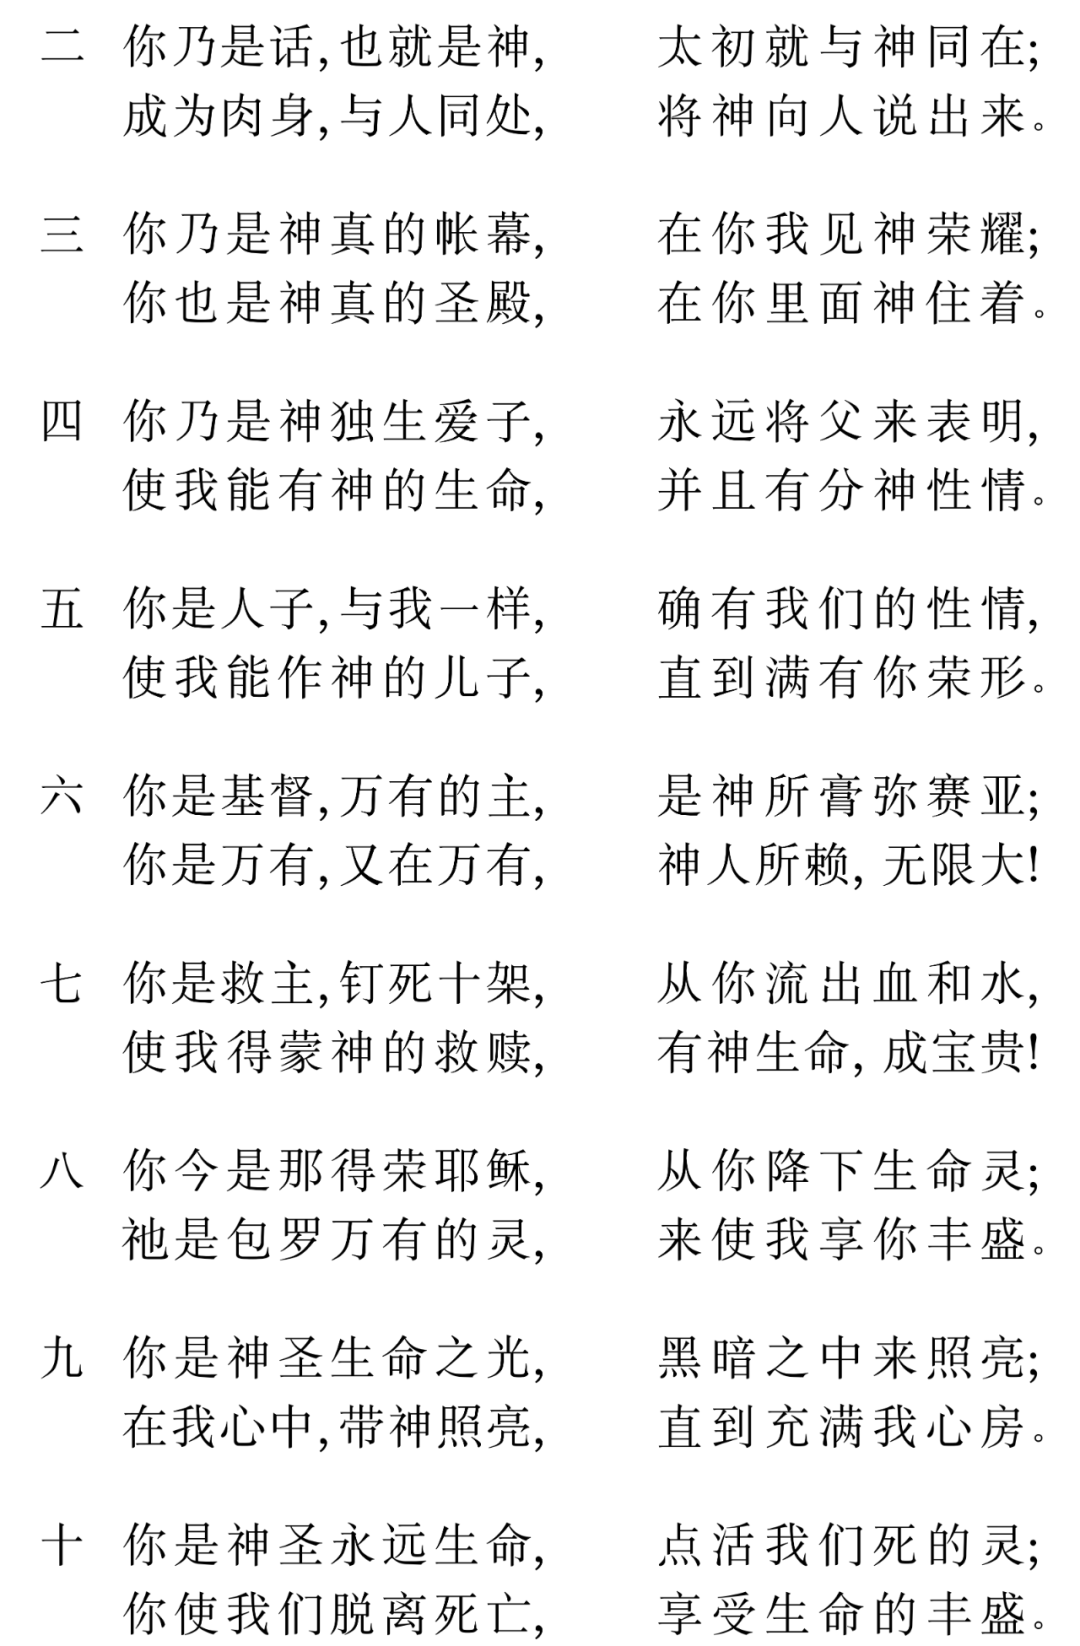 二 你乃是话,也就是神, 太初就与神同在;
成为肉身,与人同处, 将神向人说出来。
三 你乃是神真的帐幕, 在你我见神荣耀;
你也是神真的圣殿, 在你里面神住着。
四 你乃是神独生爱子, 永远将父来表明,
使我能有神的生命, 并且有分神性情。
五 你是人子,与我一样, 确有我们的性情,
使我能作神的儿子, 直到满有你荣形。
六 你是基督,万有的主, 是神所膏弥赛亚;
你是万有,又在万有, 神人所赖,无限大!
七 你是救主,钉死十架, 从你流出血和水,
使我得蒙神的救赎, 有神生命,成宝贵!
八 你今是那得荣耶稣, 从你降下生命灵;
祂是包罗万有的灵, 来使我享你丰盛。
九 你是神圣生命之光, 黑暗之中来照亮;
在我心中,带神照亮, 直到充满我心房。
十 你是神圣永远生命, 点活我们死的灵;
你使我们脱离死亡, 享受生命的丰盛。